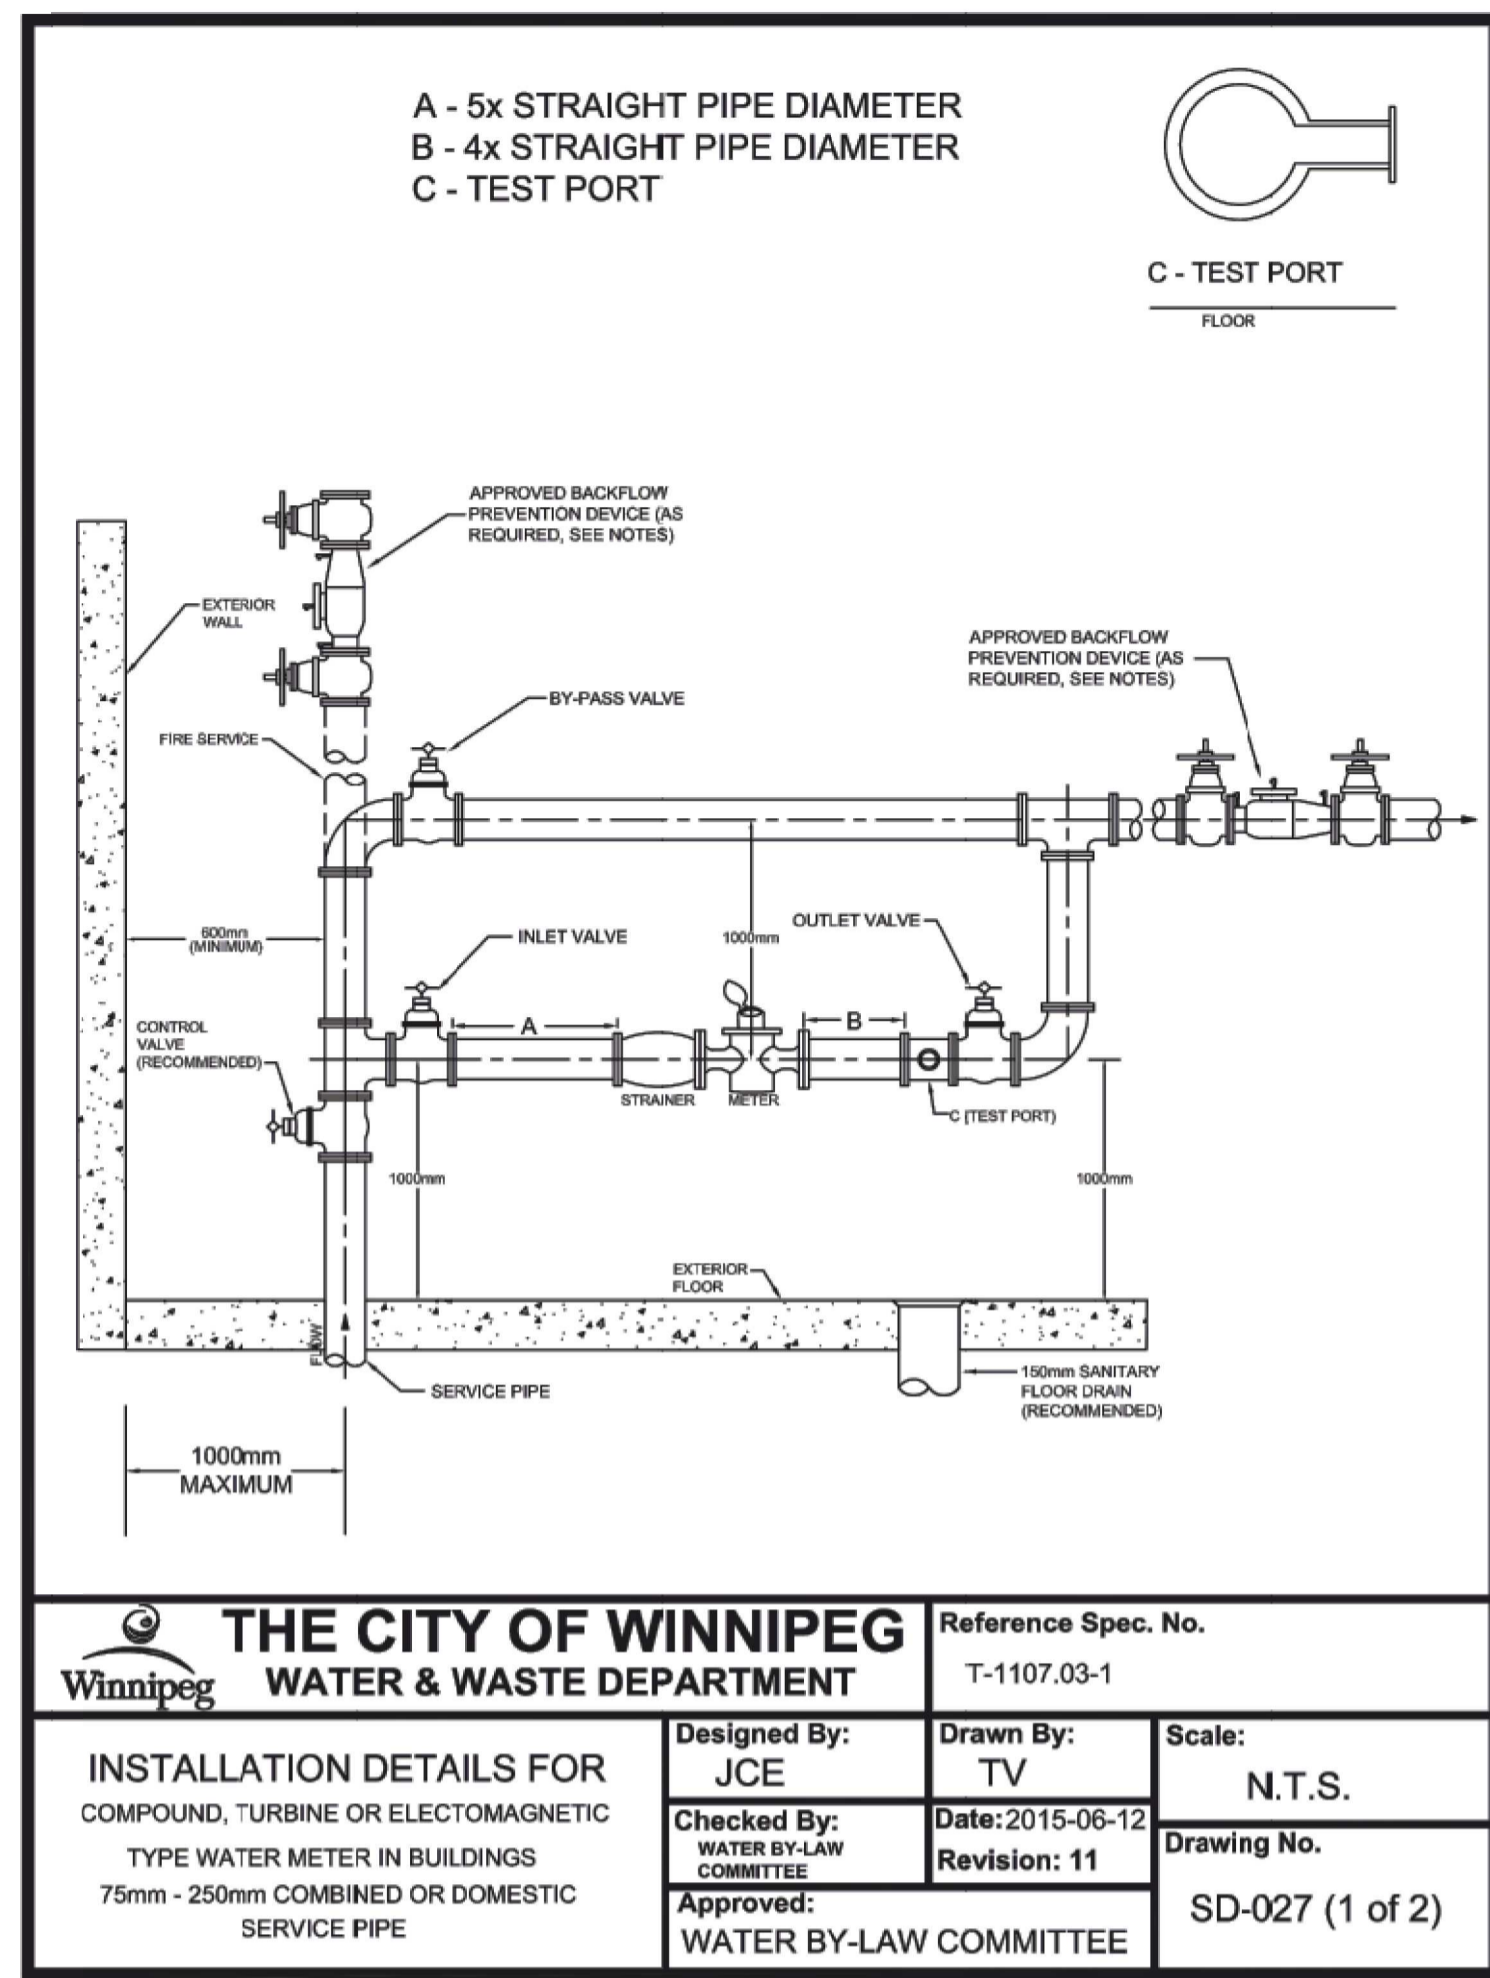 A - 5x STRAIGHT PIPE DIAMETER
B - 4x STRAIGHT PIPE DIAMETER
C - TEST PORT
C - TEST PORT
FLOOR
APPROVED BACKFLOW
PREVENTION DEVICE (AS
REQUIRED, SEE NOTES)
EXTERIOR
WALL
APPROVED BACKFLOW
PREVENTION DEVICE (AS
REQUIRED, SEE NOTES)
BY-PASS VALVE
FIRE SERVICE
600mm
(MINIMUM)
INLET VALVE
1000mm
OUTLET VALVE
CONTROL
VALVE
(RECOMMENDED)
A
B
STRAINER
METER
C (TEST PORT)
1000mm
1000mm
EXTERIOR
FLOOR
FLOW
SERVICE PIPE
150mm SANITARY
FLOOR DRAIN
(RECOMMENDED)
1000mm
MAXIMUM
Winnipeg
THE CITY OF WINNIPEG
WATER & WASTE DEPARTMENT
Reference Spec. No.
T-1107.03-1
INSTALLATION DETAILS FOR
COMPOUND, TURBINE OR ELECTOMAGNETIC
TYPE WATER METER IN BUILDINGS
75mm - 250mm COMBINED OR DOMESTIC
SERVICE PIPE
Designed By:
JCE
Drawn By:
TV
Scale:
N.T.S.
Checked By:
WATER BY-LAW
COMMITTEE
Date:2015-06-12
Revision: 11
Drawing No.
SD-027 (1 of 2)
Approved:
WATER BY-LAW COMMITTEE